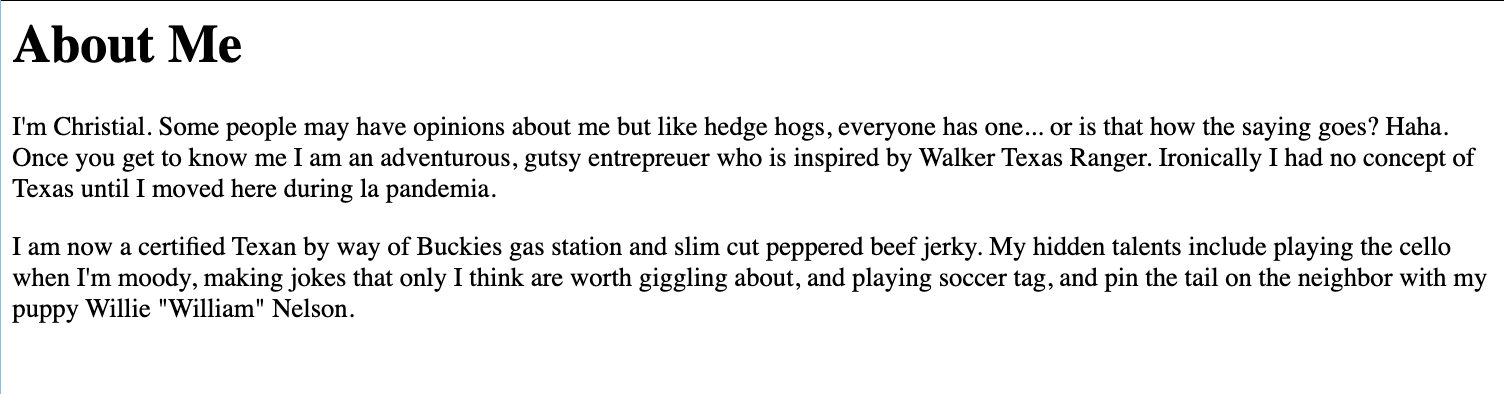 About Me
I'm Christial. Some people may have opinions about me but like hedge hogs, everyone has one... or is that how the saying goes? Haha.
Once you get to know me I am an adventurous, gutsy entrepreuer who is inspired by Walker Texas Ranger. Ironically I had no concept of
Texas until I moved here during la pandemia.
I am now a certified Texan by way of Buckies gas station and slim cut peppered beef jerky. My hidden talents include playing the cello
when I'm moody, making jokes that only I think are worth giggling about, and playing soccer tag, and pin the tail on the neighbor with my
puppy Willie "William" Nelson.